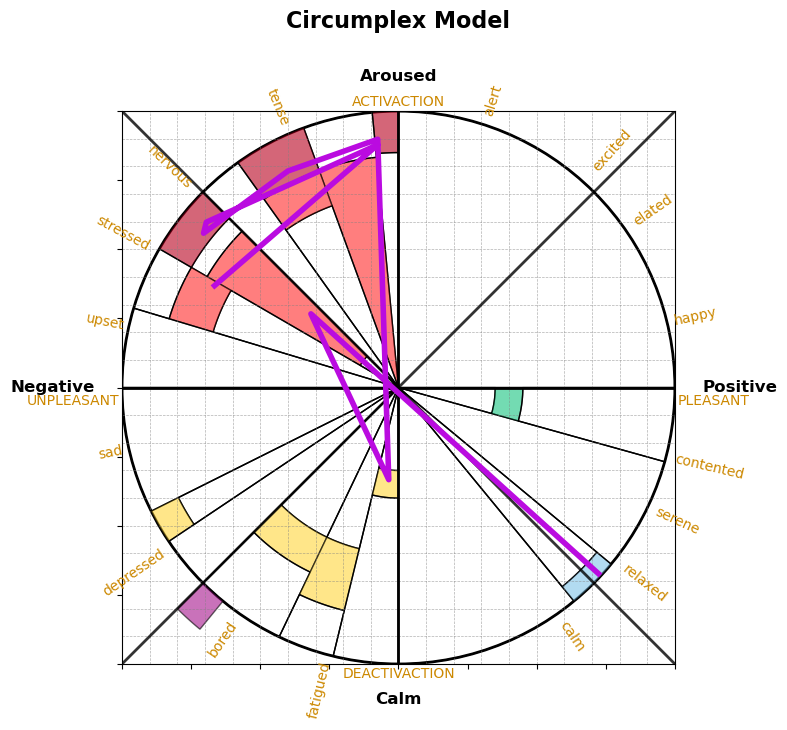 Circumplex Model
Aroused
ACTIVACTION
alert
tense
excited
nervous
elated
stressed
happy
upset
Negative
Positive
UNPLEASANT
PLEASANT
sad
contented
serene
depressed
relaxed
bored
calm
fatigued
DEACTIVACTION
Calm